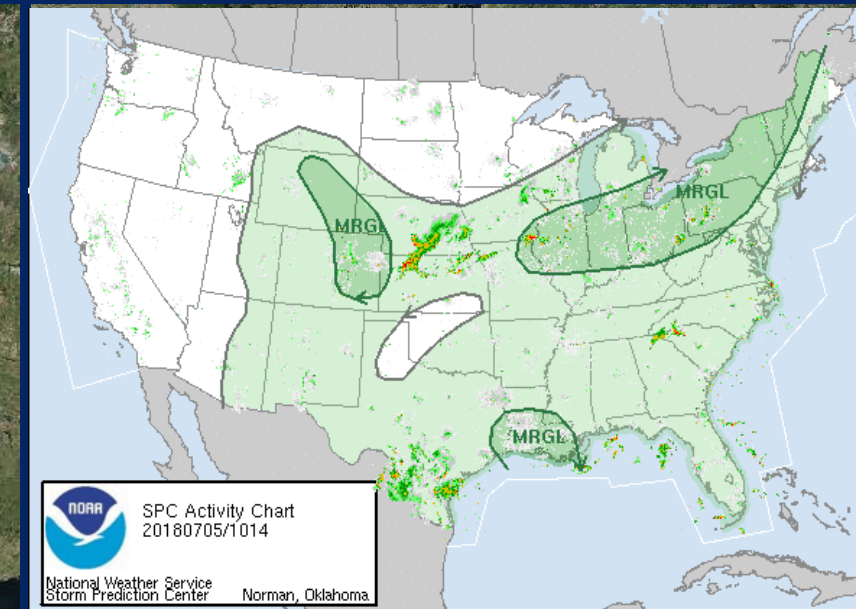 MRGL
MRGL
MRGL
NOAA
SPC Activity Chart
20180705/1014
National Weather Service
Storm Prediction Center Norman, Oklahoma